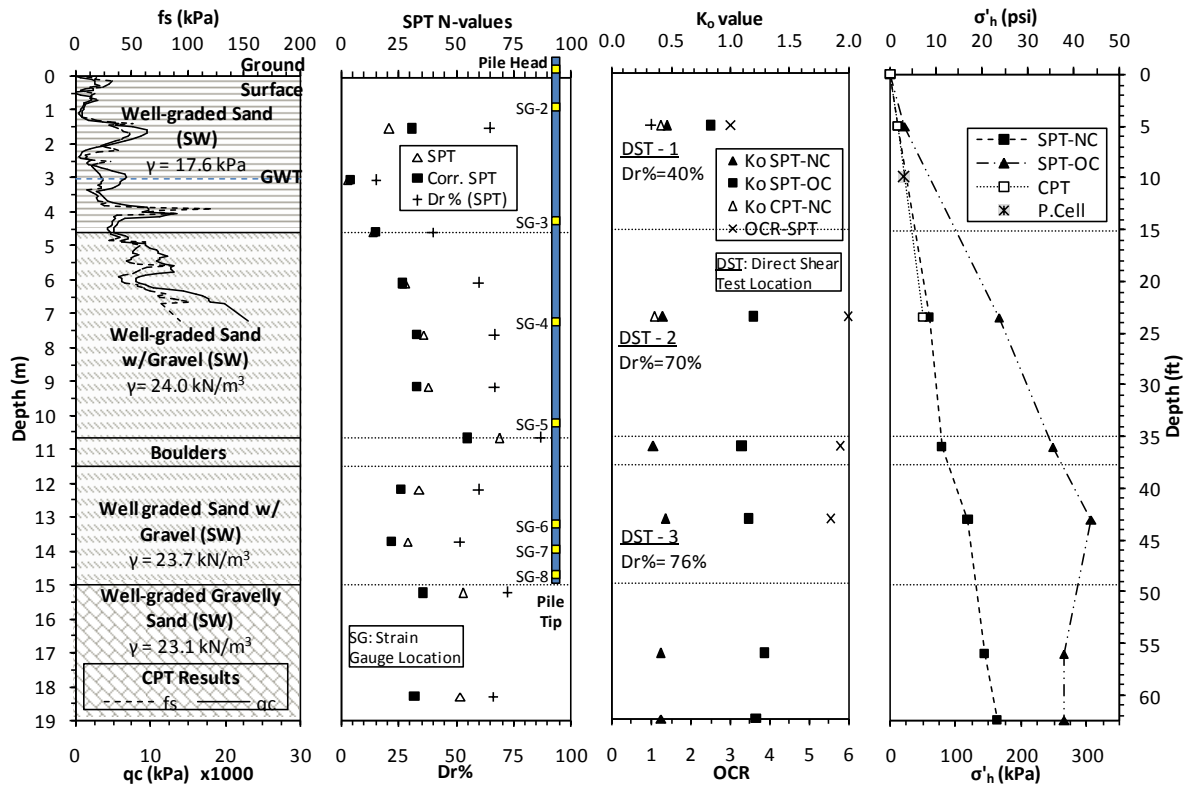 fs (kPa)
0 50 100 150 200
SPT N-values
0 25 50 75 100
Ko value
0.0 0.5 1.0 1.5 2.0
σ'h (psi)
0 10 20 30 40 50
Depth (m)
0
1
2
3
4
5
6
7
8
9
10
11
12
13
14
15
16
17
18
19
Ground
Surface
Well-graded Sand
(SW)
γ = 17.6 kPa
GWT
Well-graded Sand
w/Gravel (SW)
γ= 24.0 kN/m³
Boulders
Well graded Sand w/
Gravel (SW)
γ = 23.7 kN/m³
Well-graded Gravelly
Sand (SW)
γ = 23.1 kN/m³
CPT Results
fs qc
0 10 20 30
qc (kPa) x1000
Pile Head
SG-2
SPT
Corr. SPT
Dr% (SPT)
SG-3
SG-4
SG-5
SG-6
SG-7
SG-8
Pile
Tip
SG: Strain
Gauge Location
0 25 50 75 100
Dr%
DST - 1
Dr%=40%
Ko SPT-NC
Ko SPT-OC
Ko CPT-NC
OCR-SPT
DST: Direct Shear
Test Location
DST - 2
Dr%=70%
DST - 3
Dr%= 76%
0 1 2 3 4 5 6
OCR
SPT-NC
SPT-OC
CPT
P.Cell
0
10
20
30
40
50
60
Depth (ft)
0 100 200 300
σ'h (kPa)